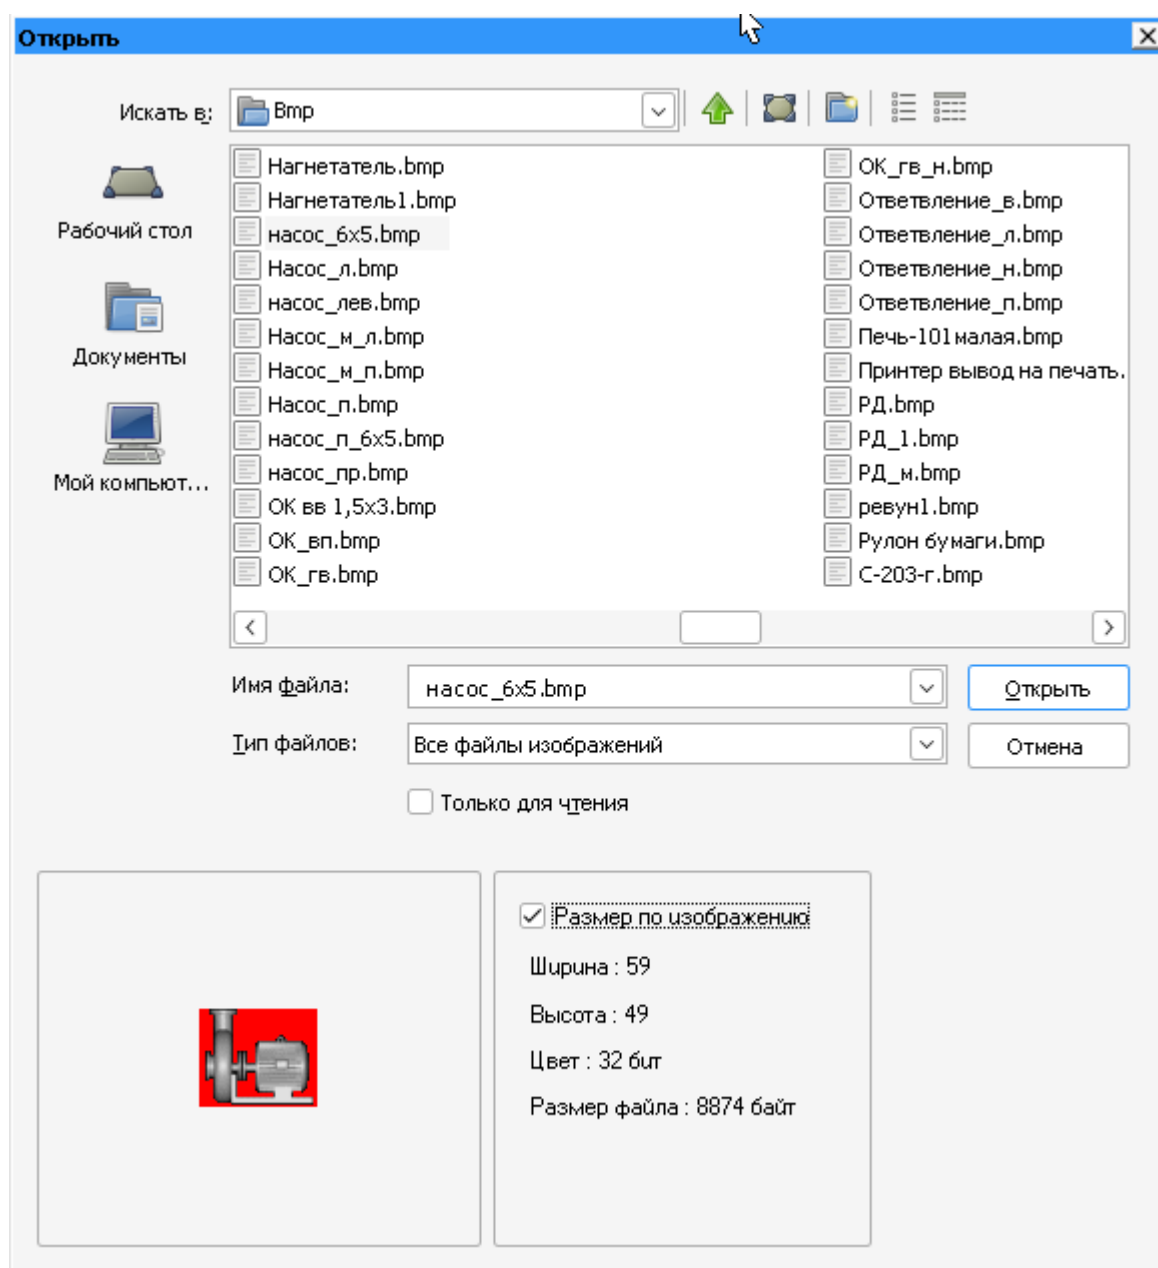 Открыть
Искать в:
Bmp
Рабочий стол
Документы
Мой компьют...
Нагнетатель.bmp
Нагнетатель1.bmp
насос_6x5.bmp
Насос_л.bmp
насос_лев.bmp
Насос_м_л.bmp
Насос_м_п.bmp
Насос_п.bmp
насос_п_6x5.bmp
насос_пр.bmp
ОК вв 1,5x3.bmp
ОК_вп.bmp
ОК_гв.bmp
ОК_гв_н.bmp
Ответвление_в.bmp
Ответвление_л.bmp
Ответвление_н.bmp
Ответвление_п.bmp
Печь-101малая.bmp
Принтер вывод на печать.
РД.bmp
РД_1.bmp
РД_м.bmp
ревун1.bmp
Рулон бумаги.bmp
С-203-г.bmp
Имя файла:
насос_6x5.bmp
Открыть
Тип файлов:
Все файлы изображений
Отмена
Только для чтения
Размер по изображению
Ширина : 59
Высота : 49
Цвет : 32 бит
Размер файла : 8874 байт